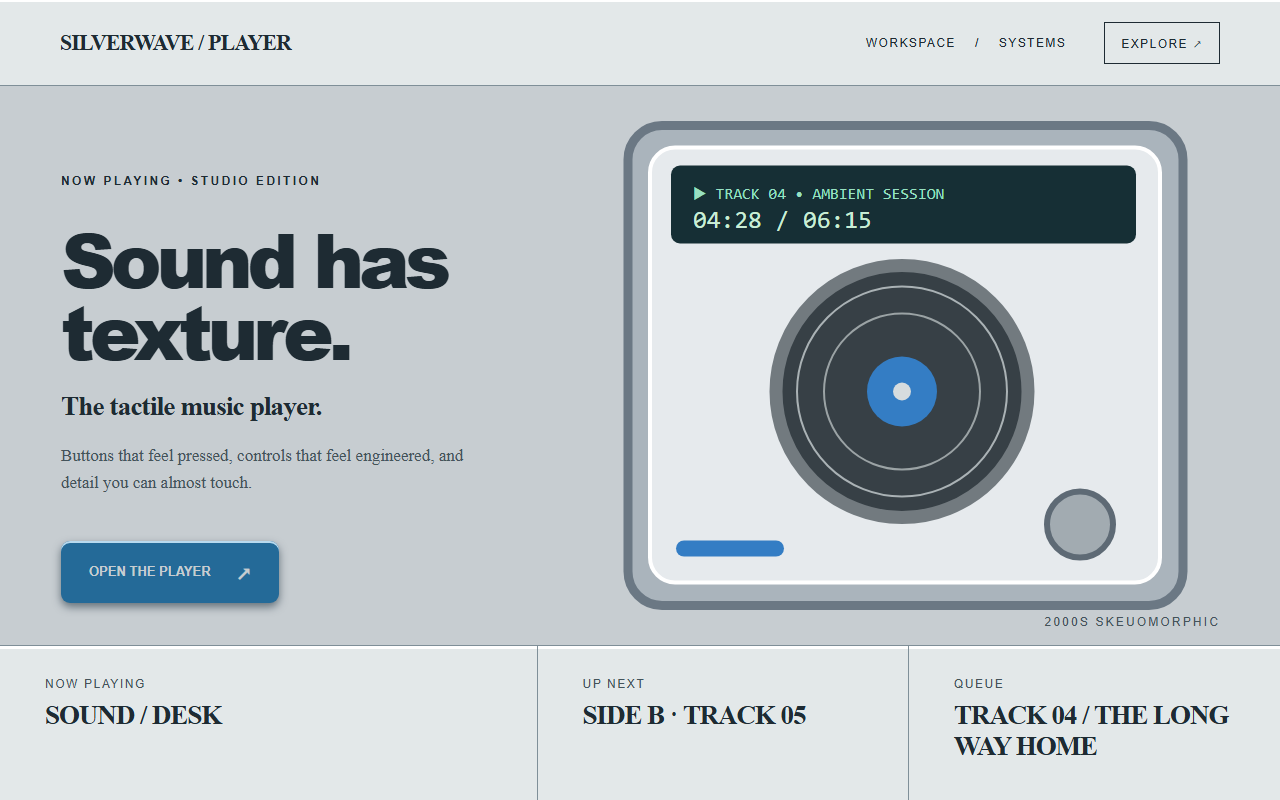 SILVERWAVE / PLAYER
WORKSPACE / SYSTEMS
EXPLORE ↗
NOW PLAYING • STUDIO EDITION
Sound has
texture.
The tactile music player.
Buttons that feel pressed, controls that feel engineered, and
detail you can almost touch.
OPEN THE PLAYER ↗
▶ TRACK 04 • AMBIENT SESSION
04:28 / 06:15
2000S SKEUOMORPHIC
NOW PLAYING
SOUND / DESK
UP NEXT
SIDE B · TRACK 05
QUEUE
TRACK 04 / THE LONG
WAY HOME